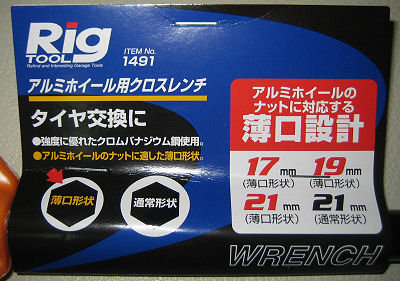 Rig
TOOL
Refind and Interesting Garage Tools
ITEM No.
1491
アルミホイール用クロスレンチ
タイヤ交換に
●強度に優れたクロムバナジウム鋼使用。
●アルミホイールのナットに適した薄口形状。
薄口形状
通常形状
アルミホイールの
ナットに対応する
薄口設計
17mm 19mm
(薄口形状) (薄口形状)
21mm 21mm
(薄口形状) (通常形状)
WRENCH